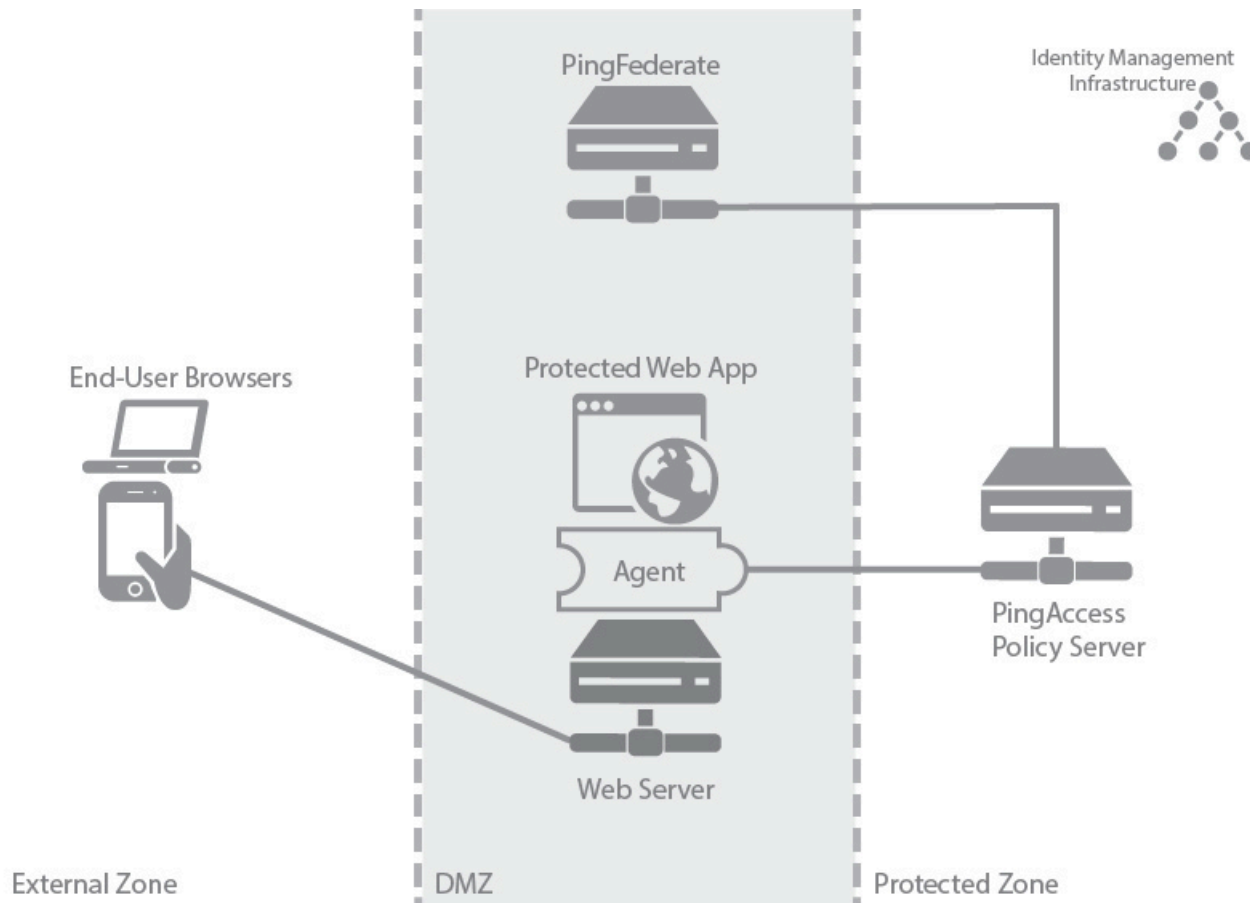 PingFederate
Identity Management
Infrastructure
End-User Browsers
Protected Web App
Agent
PingAccess
Policy Server
Web Server
External Zone
DMZ
Protected Zone